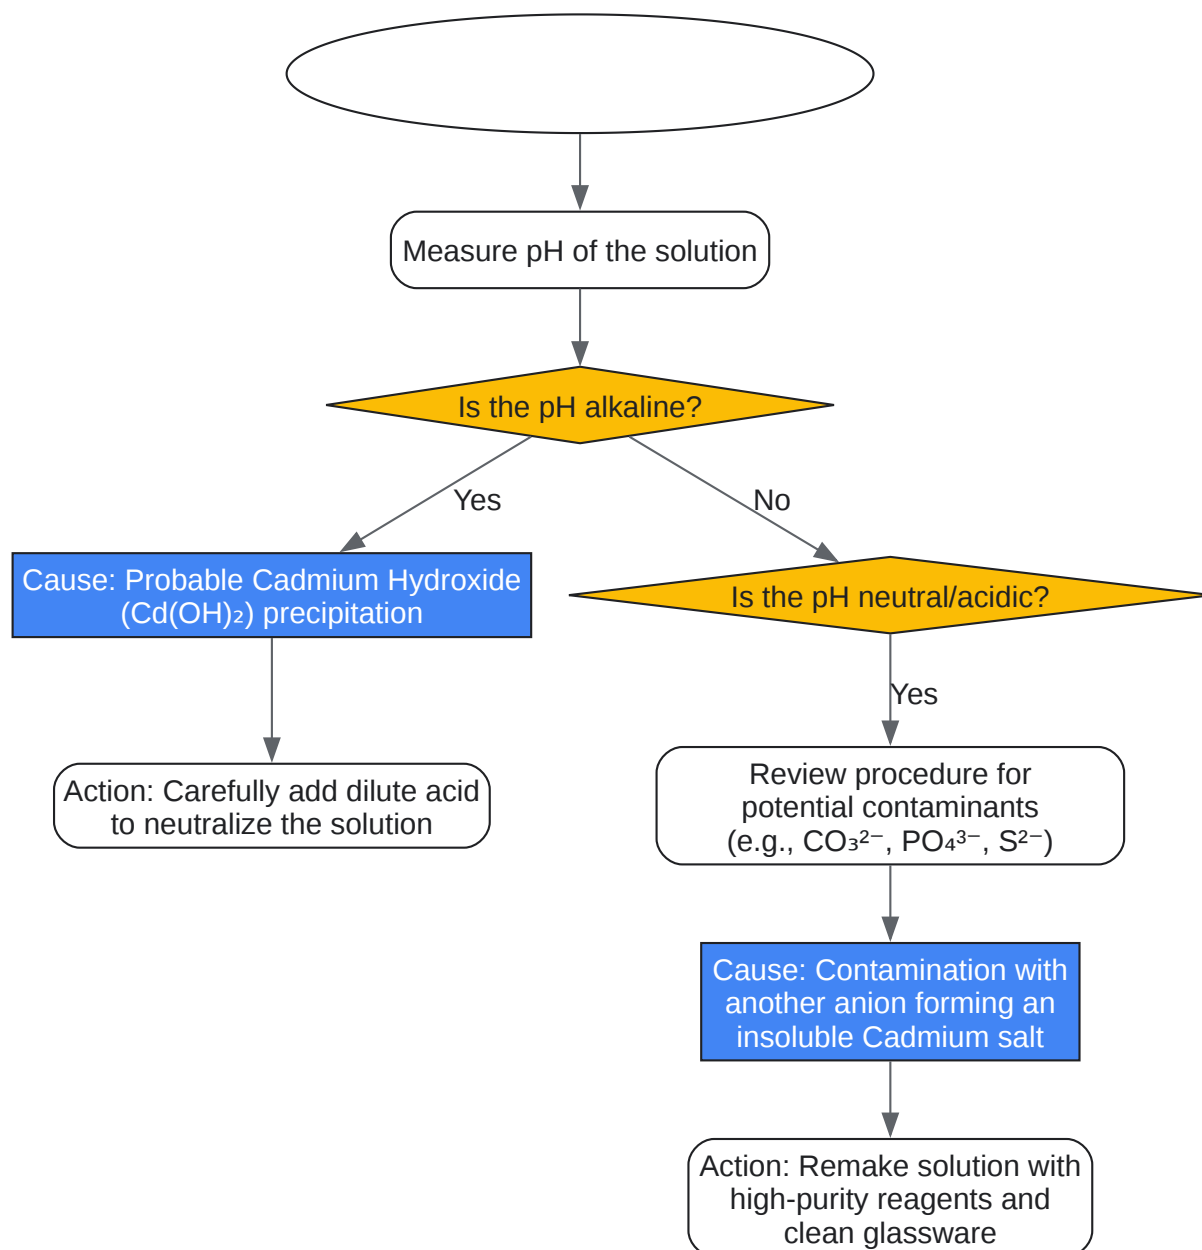 Measure pH of the solution
Is the pH alkaline?
Yes
No
Cause: Probable Cadmium Hydroxide
(Cd(OH)₂) precipitation
Is the pH neutral/acidic?
Yes
Action: Carefully add dilute acid
to neutralize the solution
Review procedure for
potential contaminants
(e.g., CO₃²⁻, PO₄³⁻, S²⁻)
Cause: Contamination with
another anion forming an
insoluble Cadmium salt
Action: Remake solution with
high-purity reagents and
clean glassware